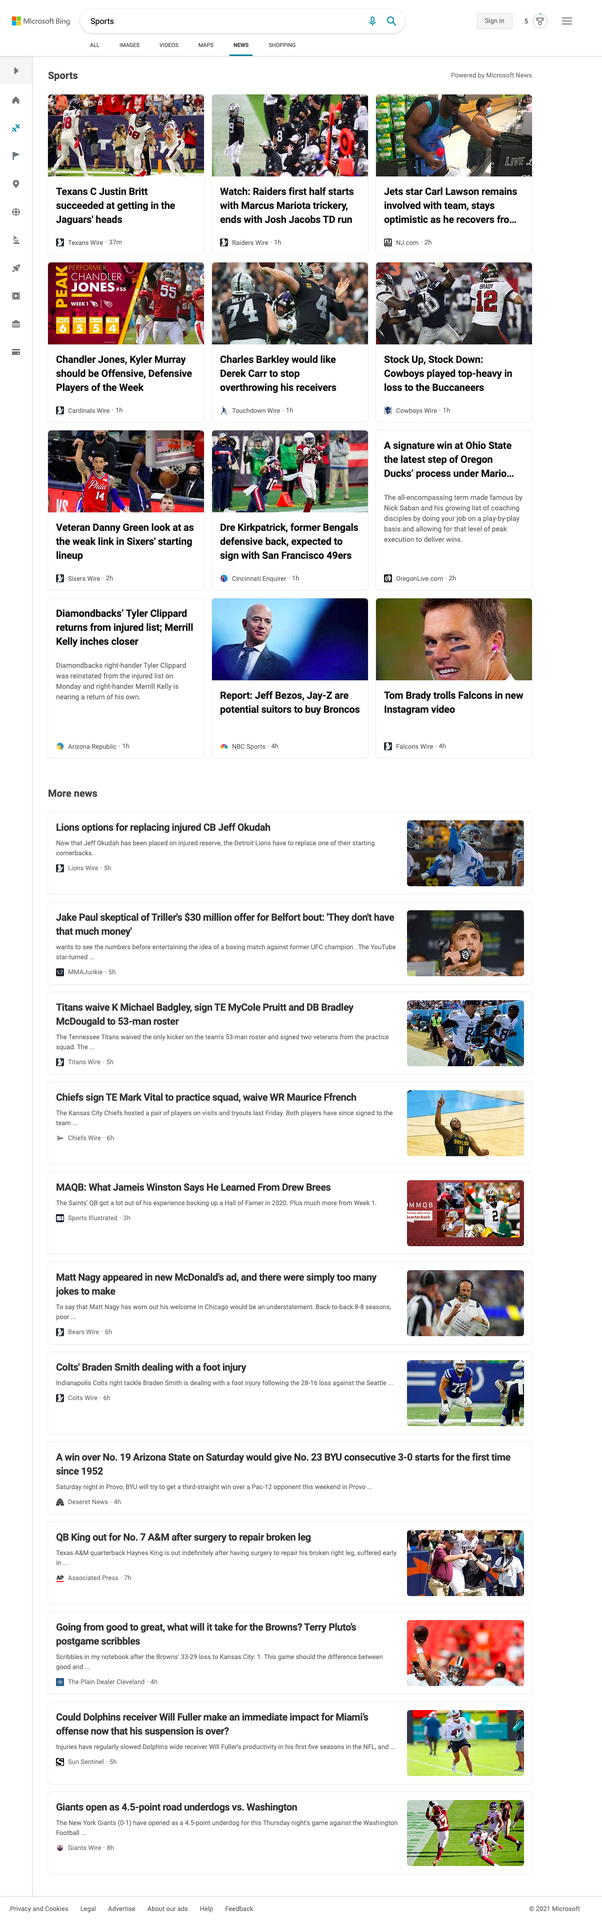 Microsoft Bing
Sports
Sign in
5
ALL IMAGES VIDEOS MAPS NEWS SHOPPING
Sports
Powered by Microsoft News
Texans C Justin Britt
succeeded at getting in the
Jaguars' heads
Texans Wire · 37m
Watch: Raiders first half starts
with Marcus Mariota trickery,
ends with Josh Jacobs TD run
Raiders Wire · 1h
LIVE
Jets star Carl Lawson remains
involved with team, stays
optimistic as he recovers fro...
NJ.com · 2h
PEAK
PERFORMER
CHANDLER
JONES #55
WEEK 1
6 5 5 4
55
Chandler Jones, Kyler Murray
should be Offensive, Defensive
Players of the Week
Cardinals Wire · 1h
74
4
Charles Barkley would like
Derek Carr to stop
overthrowing his receivers
Touchdown Wire · 1h
BRADY
12
Stock Up, Stock Down:
Cowboys played top-heavy in
loss to the Buccaneers
Cowboys Wire · 1h
Phila
14
Veteran Danny Green look at as
the weak link in Sixers' starting
lineup
Sixers Wire · 2h
Dre Kirkpatrick, former Bengals
defensive back, expected to
sign with San Francisco 49ers
Cincinnati Enquirer · 1h
A signature win at Ohio State
the latest step of Oregon
Ducks' process under Mario...
The all-encompassing term made famous by
Nick Saban and his growing list of coaching
disciples by doing your job on a play-by-play
basis and allowing for that level of peak
execution to deliver wins.
OregonLive.com · 2h
Diamondbacks' Tyler Clippard
returns from injured list; Merrill
Kelly inches closer
Diamondbacks right-hander Tyler Clippard
was reinstated from the injured list on
Monday and right-hander Merrill Kelly is
nearing a return of his own.
Arizona Republic · 1h
Report: Jeff Bezos, Jay-Z are
potential suitors to buy Broncos
NBC Sports · 4h
Tom Brady trolls Falcons in new
Instagram video
Falcons Wire · 4h
More news
Lions options for replacing injured CB Jeff Okudah
Now that Jeff Okudah has been placed on injured reserve, the Detroit Lions have to replace one of their starting
cornerbacks.
Lions Wire · 5h
Jake Paul skeptical of Triller's $30 million offer for Belfort bout: 'They don't have
that much money'
wants to see the numbers before entertaining the idea of a boxing match against former UFC champion . The YouTube
star-turned ...
MMAJunkie · 5h
Titans waive K Michael Badgley, sign TE MyCole Pruitt and DB Bradley
McDougald to 53-man roster
The Tennessee Titans waived the only kicker on the team's 53-man roster and signed two veterans from the practice
squad. The ...
Titans Wire · 5h
Chiefs sign TE Mark Vital to practice squad, waive WR Maurice Ffrench
The Kansas City Chiefs hosted a pair of players on visits and tryouts last Friday. Both players have since signed to the
team ...
Chiefs Wire · 6h
BAYLOR
11
MAQB: What Jameis Winston Says He Learned From Drew Brees
The Saints' QB got a lot out of his experience backing up a Hall of Famer in 2020. Plus much more from Week 1.
Sports Illustrated · 3h
MMQB
2
Matt Nagy appeared in new McDonald's ad, and there were simply too many
jokes to make
To say that Matt Nagy has worn out his welcome in Chicago would be an understatement. Back-to-back 8-8 seasons,
poor ...
Bears Wire · 6h
Colts' Braden Smith dealing with a foot injury
Indianapolis Colts right tackle Braden Smith is dealing with a foot injury following the 28-16 loss against the Seattle ...
Colts Wire · 6h
72
A win over No. 19 Arizona State on Saturday would give No. 23 BYU consecutive 3-0 starts for the first time
since 1952
Saturday night in Provo, BYU will try to get a third-straight win over a Pac-12 opponent this weekend in Provo ...
Deseret News · 4h
QB King out for No. 7 A&M after surgery to repair broken leg
Texas A&M quarterback Haynes King is out indefinitely after having surgery to repair his broken right leg, suffered early
in ...
AP Associated Press · 7h
Going from good to great, what will it take for the Browns? Terry Pluto's
postgame scribbles
Scribbles in my notebook after the Browns' 33-29 loss to Kansas City: 1. This game should the difference between
good and ...
The Plain Dealer Cleveland · 4h
Could Dolphins receiver Will Fuller make an immediate impact for Miami's
offense now that his suspension is over?
Injuries have regularly slowed Dolphins wide receiver Will Fuller's productivity in his first five seasons in the NFL, and ...
Sun Sentinel · 5h
Giants open as 4.5-point road underdogs vs. Washington
The New York Giants (0-1) have opened as a 4.5-point underdog for this Thursday night's game against the Washington
Football ...
Giants Wire · 8h
Privacy and Cookies Legal Advertise About our ads Help Feedback
© 2021 Microsoft